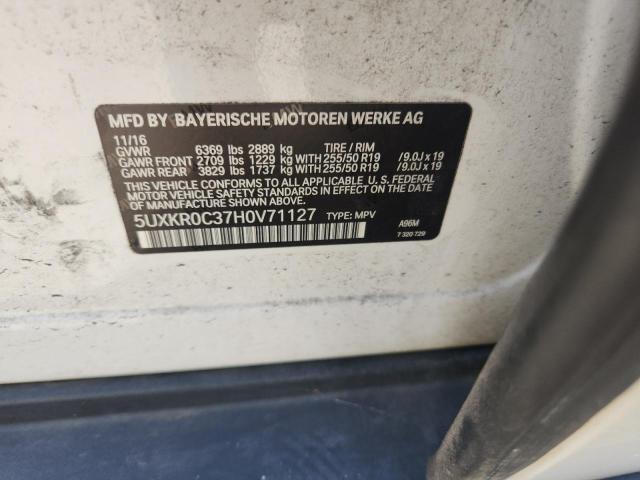 MFD BY BAYERISCHE MOTOREN WERKE AG
11/16
GVWR 6369 lbs 2889 kg TIRE / RIM
GAWR FRONT 2709 lbs 1229 kg WITH 255/50 R19 /9.0J x 19
GAWR REAR 3829 lbs 1737 kg WITH 255/50 R19 /9.0J x 19
THIS VEHICLE CONFORMS TO ALL APPLICABLE U.S. FEDERAL
MOTOR VEHICLE SAFETY STANDARDS IN EFFECT ON THE DATE
OF MANUFACTURE SHOWN ABOVE.
5UXKR0C37H0V71127 TYPE: MPV
A96M
7 320 729